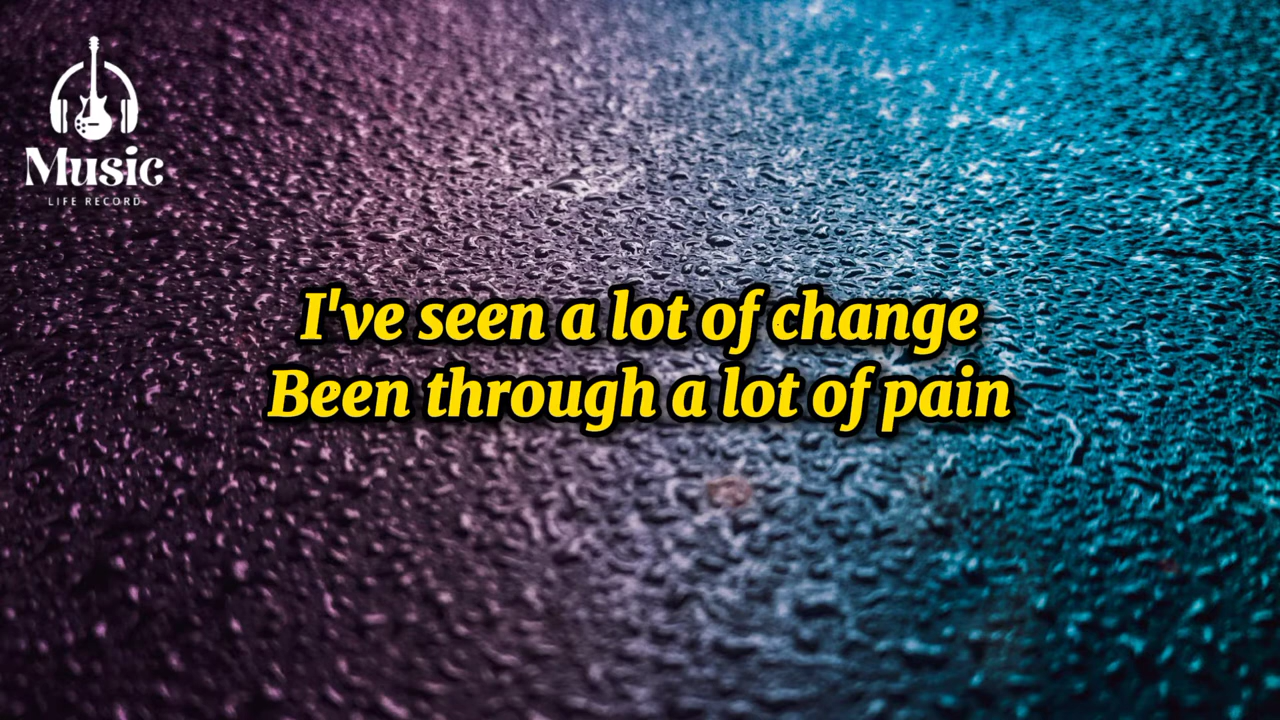 Music
LIFE RECORD
I've seen a lot of change
Been through a lot of pain